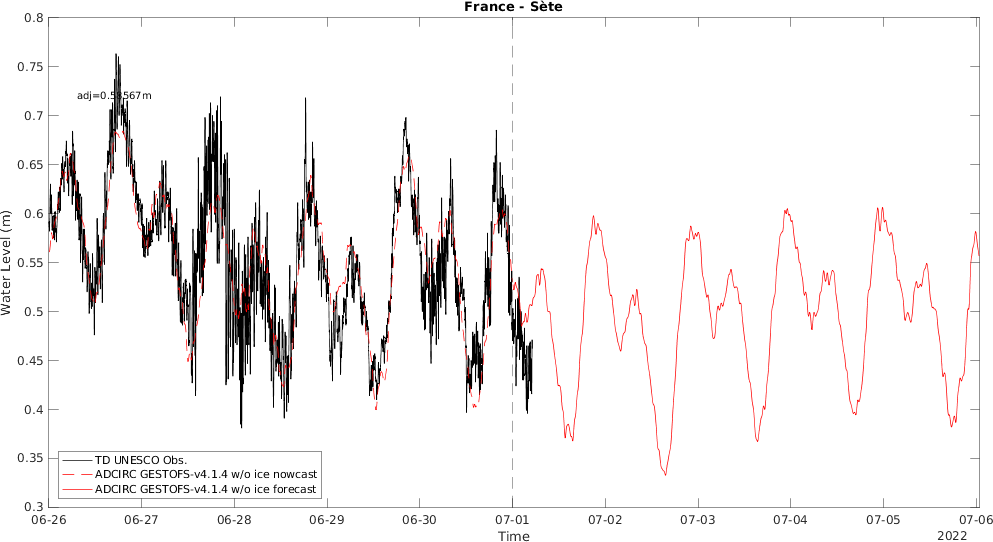 France - Sète
0.8
0.75
0.7
0.65
0.6
0.55
0.5
0.45
0.4
0.35
0.3
Water Level (m)
adj=0.58567m
TD UNESCO Obs.
ADCIRC GESTOFS-v4.1.4 w/o ice nowcast
ADCIRC GESTOFS-v4.1.4 w/o ice forecast
06-26 06-27 06-28 06-29 06-30 07-01 07-02 07-03 07-04 07-05 07-06
Time
2022